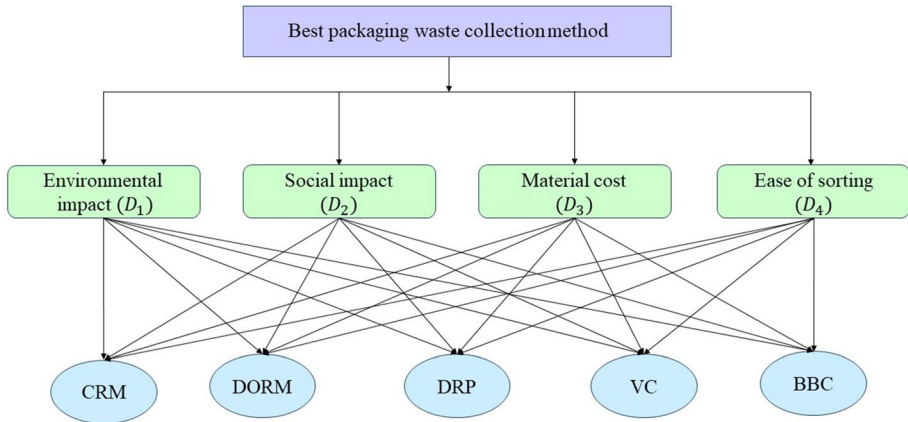 Best packaging waste collection method
Environmental
impact (D₁)
Social impact
(D₂)
Material cost
(D₃)
Ease of sorting
(D₄)
CRM
DORM
DRP
VC
BBC